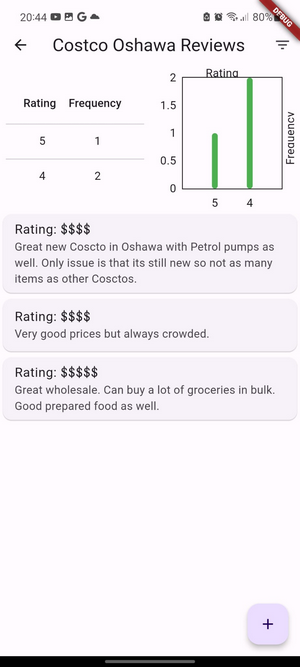 20:44
80%
DEBUG
Costco Oshawa Reviews
Rating Frequency
5 1
4 2
Rating
2
1.5
1
0.5
0
5 4
Frequency
Rating: $$$$
Great new Coscto in Oshawa with Petrol pumps as
well. Only issue is that its still new so not as many
items as other Cosctos.
Rating: $$$$
Very good prices but always crowded.
Rating: $$$$$
Great wholesale. Can buy a lot of groceries in bulk.
Good prepared food as well.
+